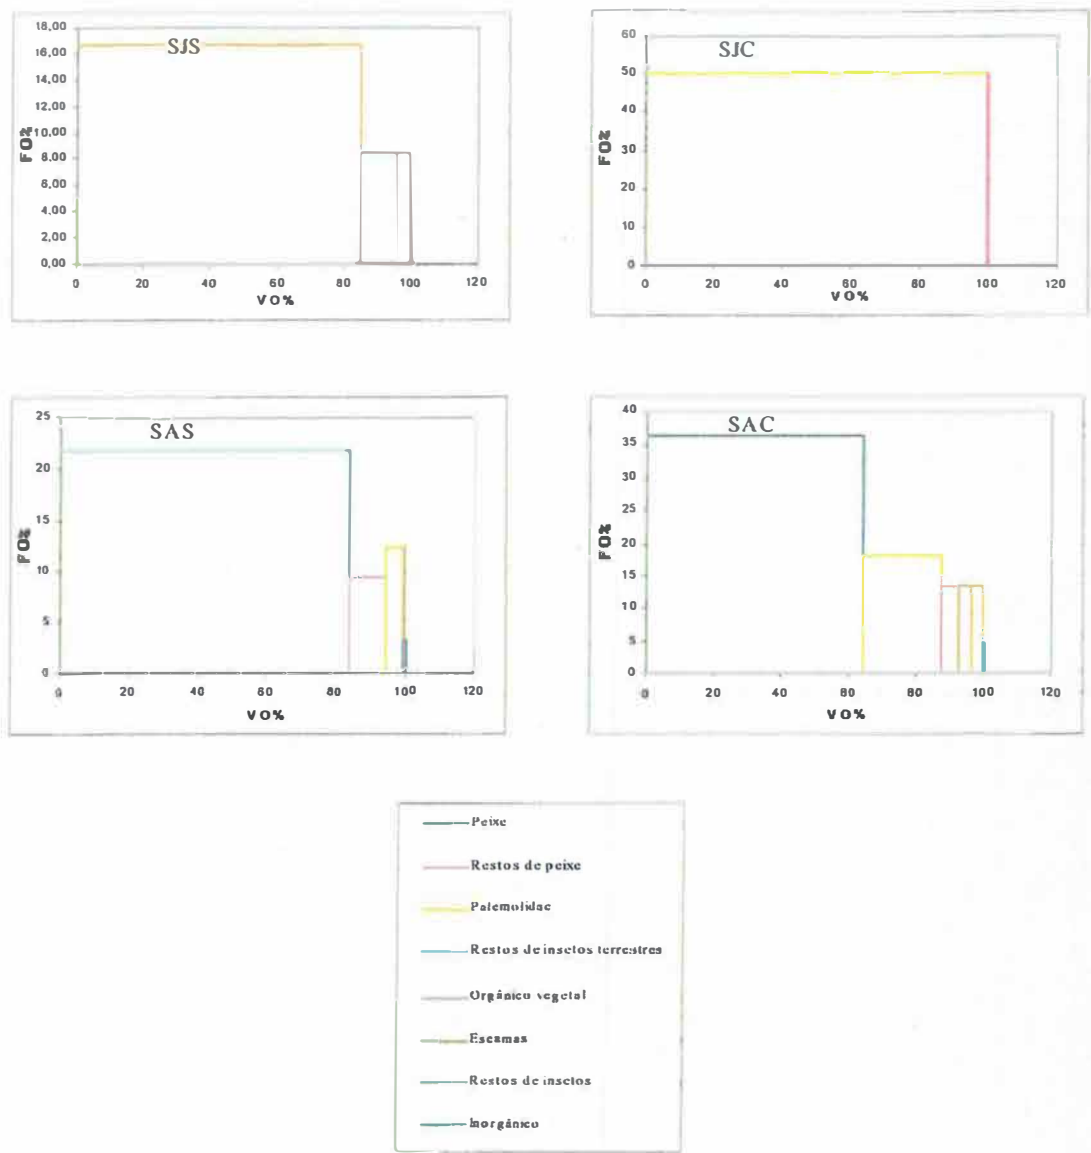 SJS
18,00
16,00
14,00
12,00
10,00
8,00
6,00
4,00
2,00
0,00
FO%
0 20 40 60 80 100 120
VO%
SJC
60
50
40
30
20
10
0
FO%
0 20 40 60 80 100 120
VO%
SAS
25
20
15
10
5
0
FO%
0 20 40 60 80 100 120
VO%
SAC
40
35
30
25
20
15
10
5
0
FO%
0 20 40 60 80 100 120
VO%
Peixe
Restos de peixe
Palemolidae
Restos de insetos terrestres
Orgânico vegetal
Escamas
Restos de insetos
Inorgánico